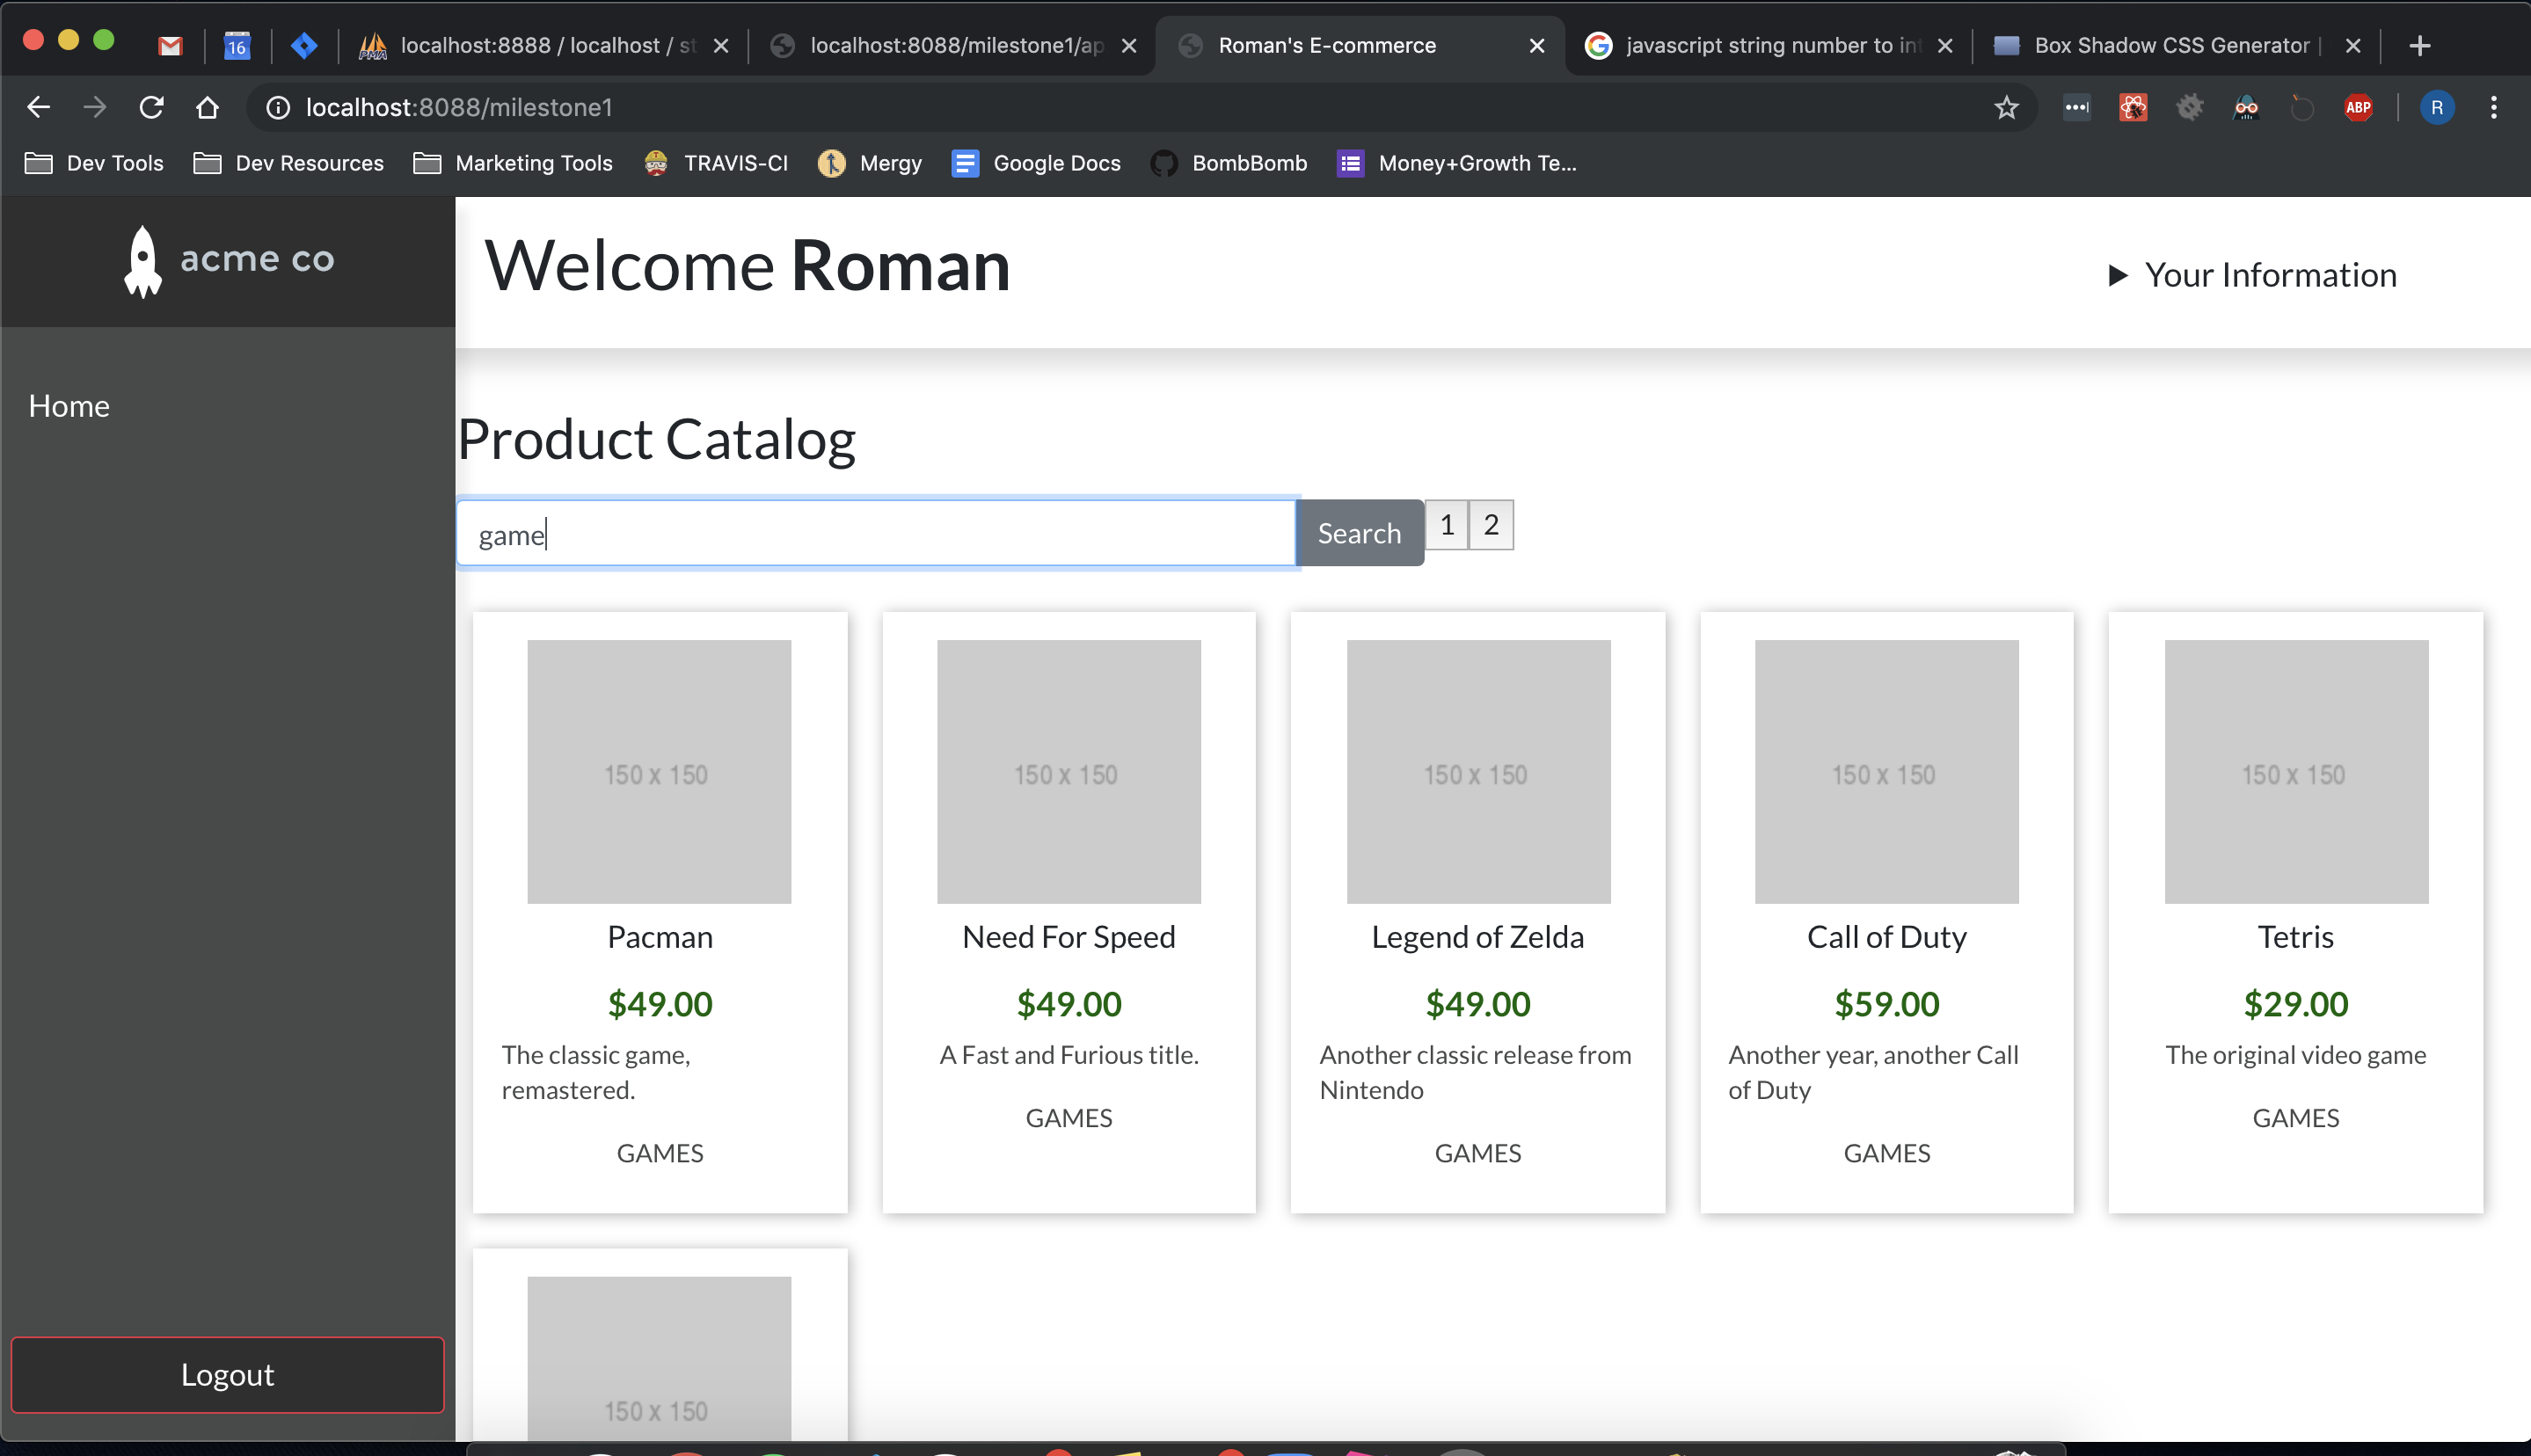 16
PMA
localhost:8888 / localhost / st
localhost:8088/milestone1/ap
Roman's E-commerce
javascript string number to int
Box Shadow CSS Generator |
localhost:8088/milestone1
ABP
R
Dev Tools
Dev Resources
Marketing Tools
TRAVIS-CI
Mergy
Google Docs
BombBomb
Money+Growth Te...
acme co
Welcome Roman
▶ Your Information
Home
Product Catalog
game
Search
1
2
150 x 150
150 x 150
150 x 150
150 x 150
150 x 150
Pacman
Need For Speed
Legend of Zelda
Call of Duty
Tetris
$49.00
$49.00
$49.00
$59.00
$29.00
The classic game,
remastered.
A Fast and Furious title.
Another classic release from
Nintendo
Another year, another Call
of Duty
The original video game
GAMES
GAMES
GAMES
GAMES
GAMES
150 x 150
Logout